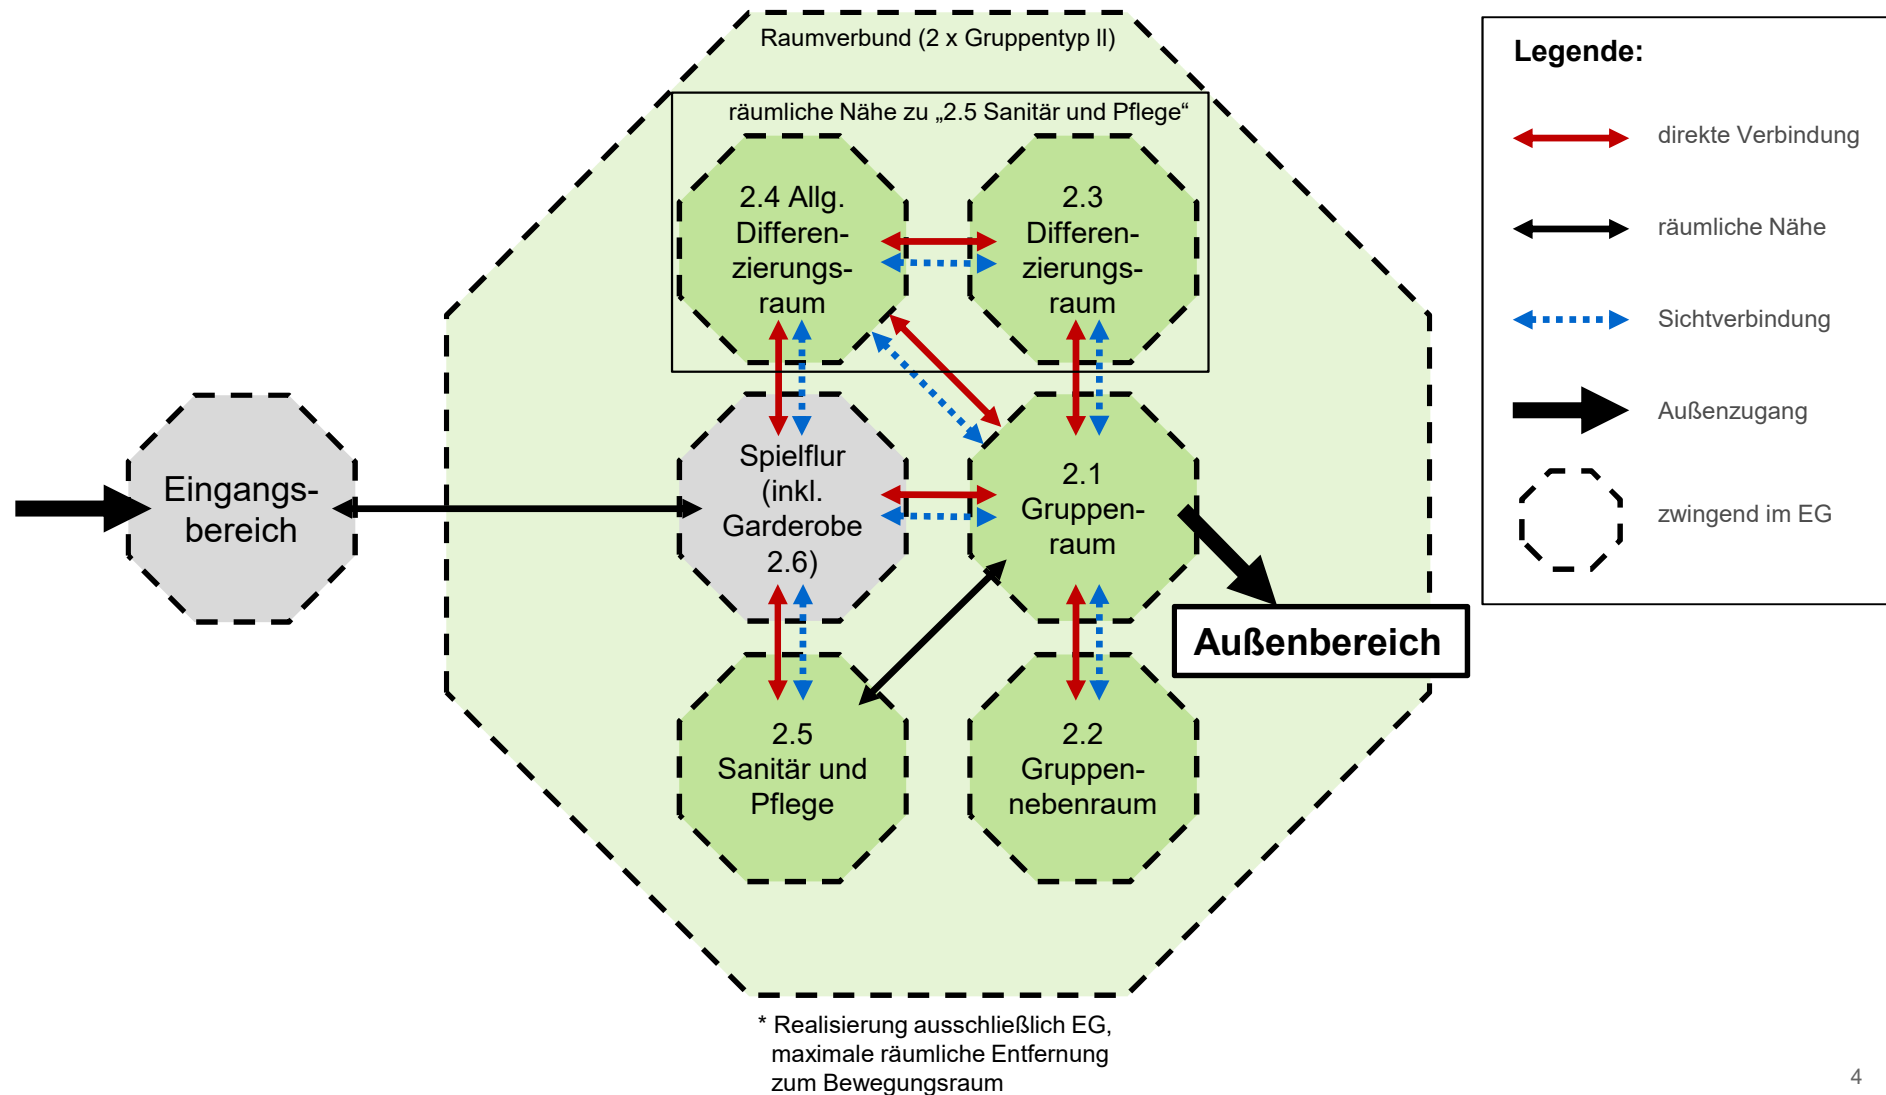 Raumverbund (2 x Gruppentyp II)
räumliche Nähe zu „2.5 Sanitär und Pflege“
2.4 Allg.
Differen-
zierungs-
raum
2.3
Differen-
zierungs-
raum
Eingangs-
bereich
Spielflur
(inkl.
Garderobe
2.6)
2.1
Gruppen-
raum
Außenbereich
2.5
Sanitär und
Pflege
2.2
Gruppen-
nebenraum
* Realisierung ausschließlich EG,
maximale räumliche Entfernung
zum Bewegungsraum
Legende:
direkte Verbindung
räumliche Nähe
Sichtverbindung
Außenzugang
zwingend im EG
4